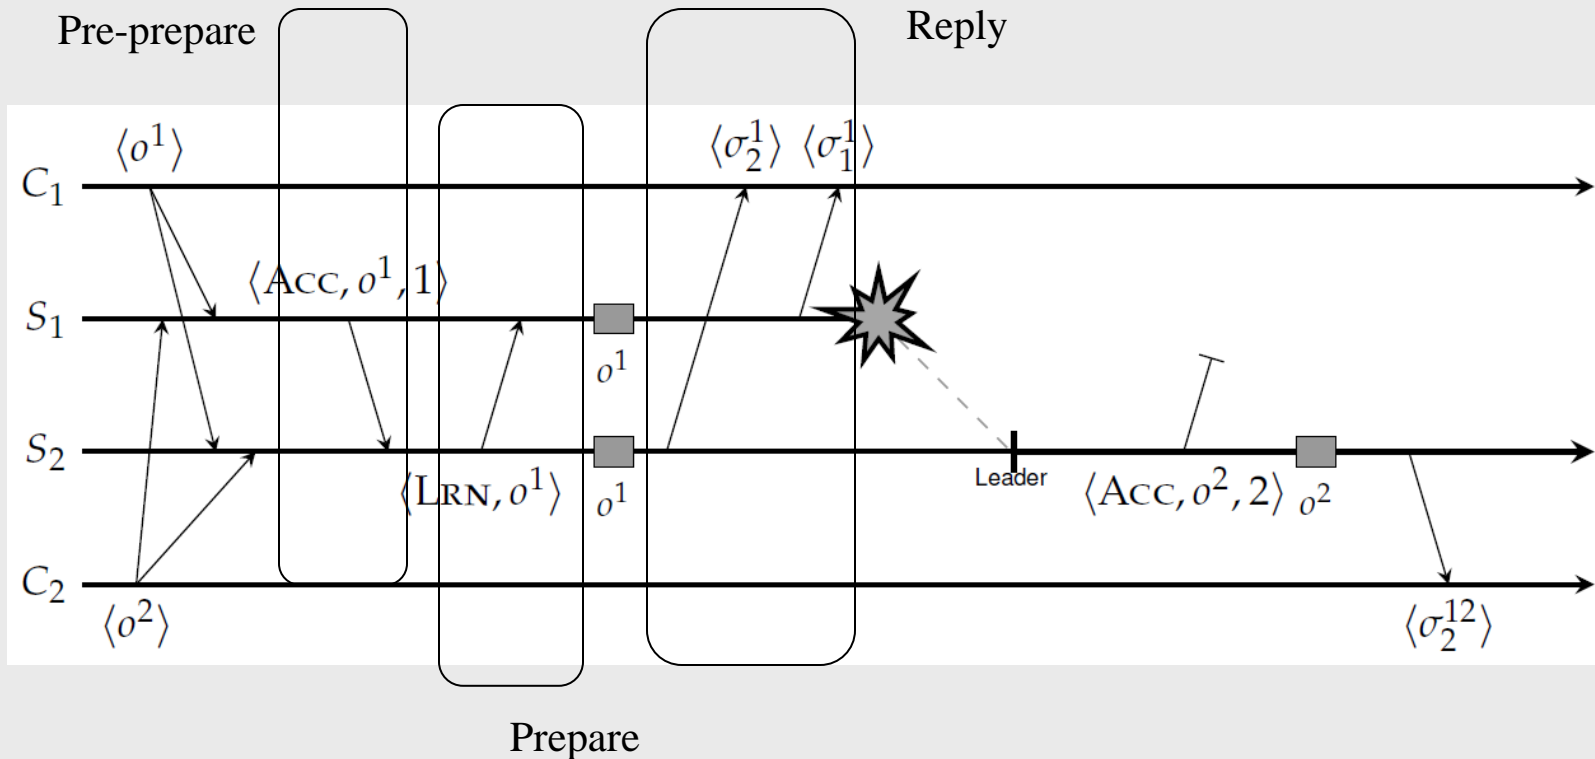 Pre-prepare
Reply
⟨o¹⟩
⟨σ₂¹⟩ ⟨σ₁¹⟩
C₁
⟨Acc, o¹, 1⟩
S₁
o¹
S₂
Leader
⟨Lrn, o¹⟩
o¹
⟨Acc, o², 2⟩
o²
C₂
⟨o²⟩
⟨σ₂¹²⟩
Prepare